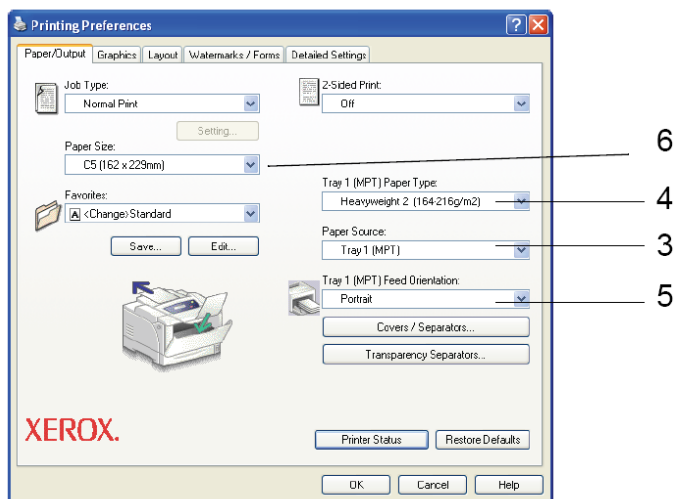 Printing Preferences
Paper/Output Graphics Layout Watermarks / Forms Detailed Settings
Job Type:
Normal Print
2-Sided Print:
Off
Setting...
Paper Size:
C5 (162 x 229mm)
6
Tray 1 (MPT) Paper Type:
Heavyweight 2 (164-216g/m2)
4
Favorites:
A <Change>Standard
Paper Source:
Tray 1 (MPT)
3
Save... Edit...
Tray 1 (MPT) Feed Orientation:
Portrait
5
Covers / Separators...
Transparency Separators...
XEROX.
Printer Status Restore Defaults
OK Cancel Help